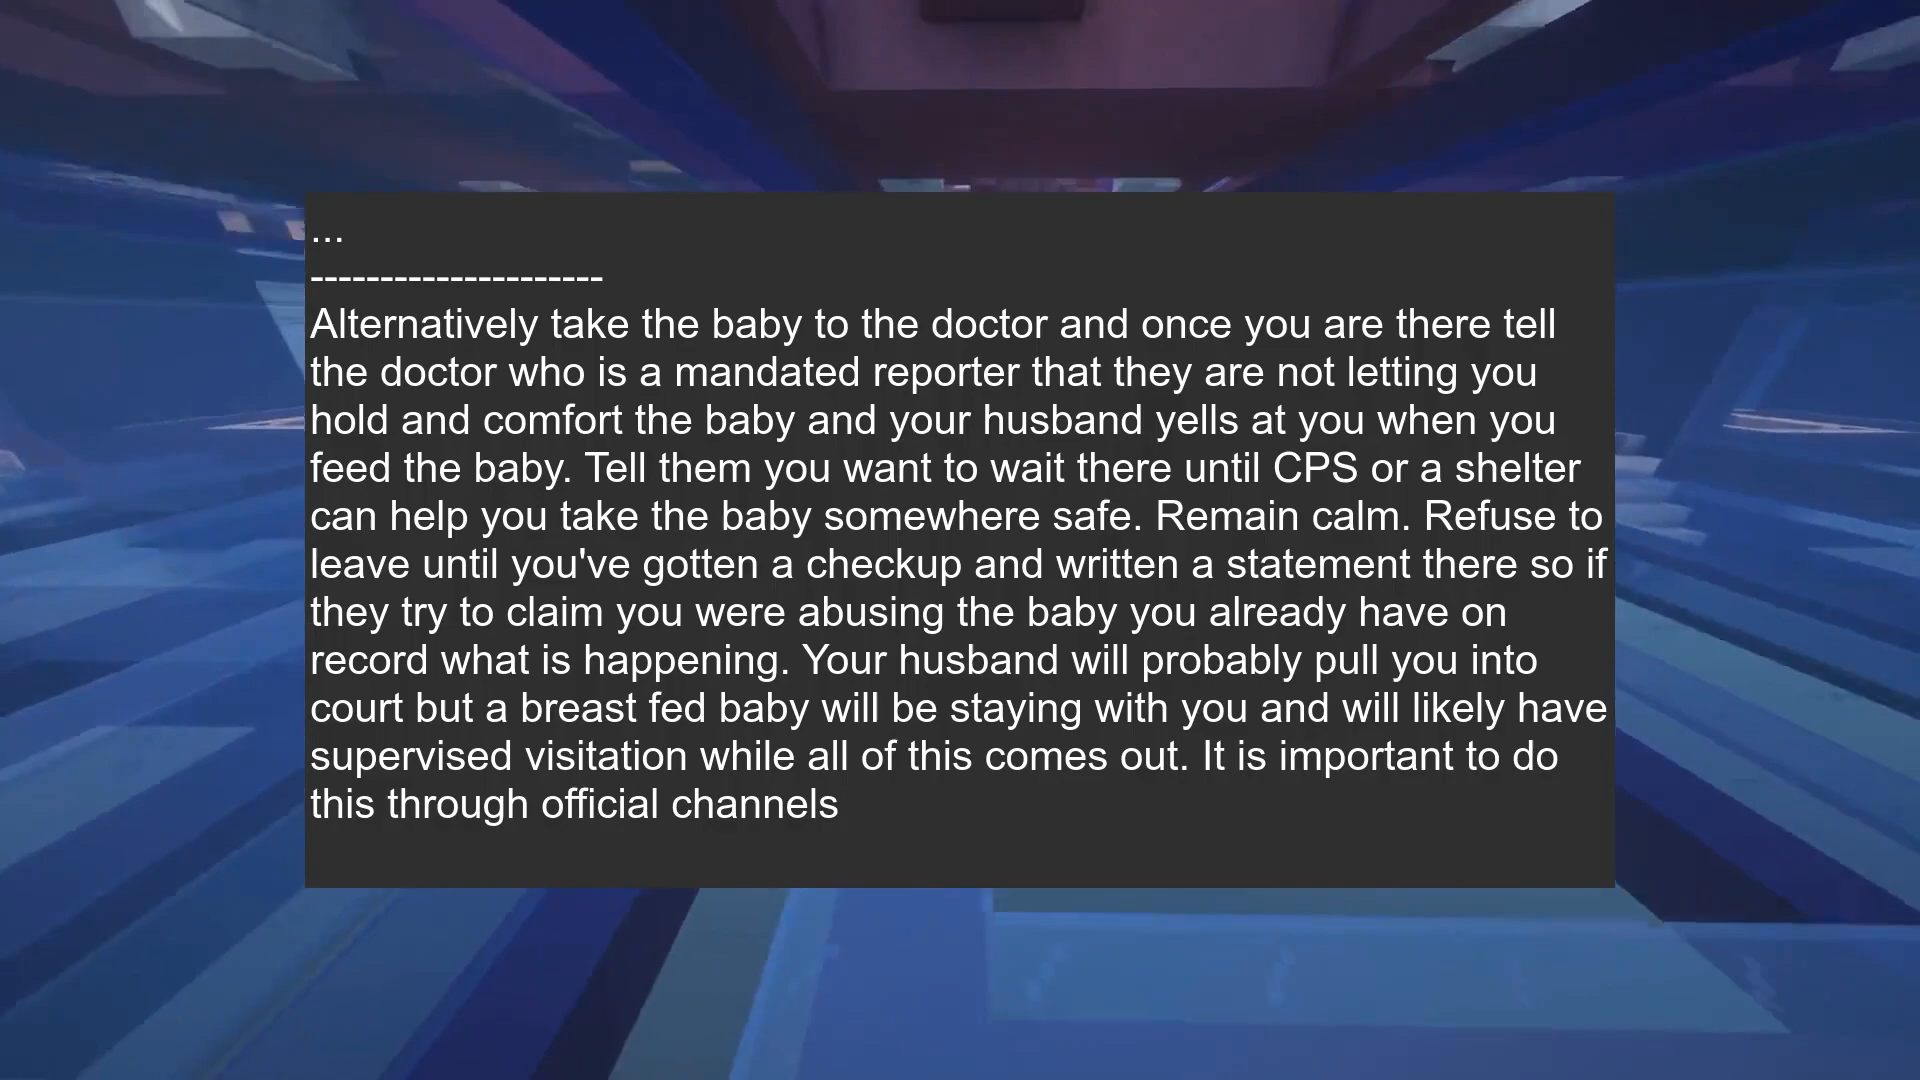 ...
---------------------
Alternatively take the baby to the doctor and once you are there tell
the doctor who is a mandated reporter that they are not letting you
hold and comfort the baby and your husband yells at you when you
feed the baby. Tell them you want to wait there until CPS or a shelter
can help you take the baby somewhere safe. Remain calm. Refuse to
leave until you've gotten a checkup and written a statement there so if
they try to claim you were abusing the baby you already have on
record what is happening. Your husband will probably pull you into
court but a breast fed baby will be staying with you and will likely have
supervised visitation while all of this comes out. It is important to do
this through official channels